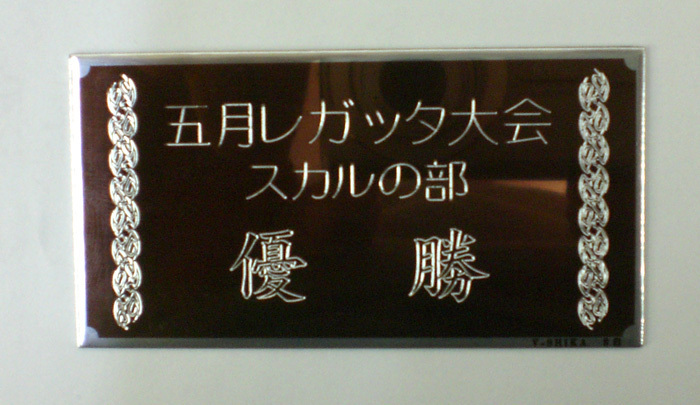 五月レガッタ大会
スカルの部
優 勝